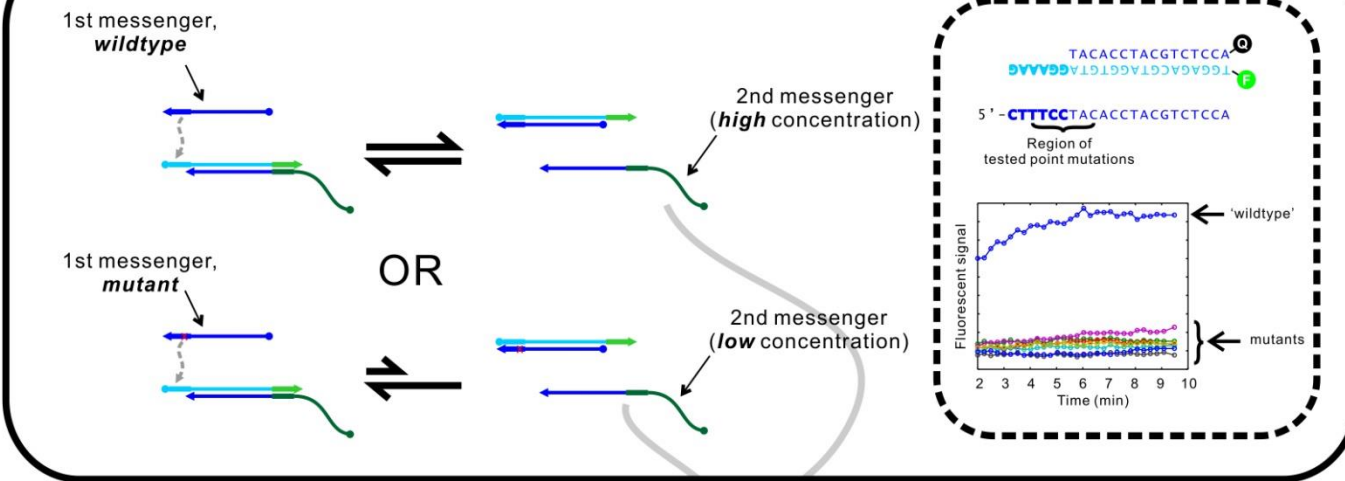 1st messenger,
wildtype
2nd messenger
(high concentration)
1st messenger,
mutant
OR
2nd messenger
(low concentration)
TACACCTACGTCTCCA
Q
TGGAGACGTAGGTGTAGGAAAG
F
5'-CTTTCCTACACCTACGTCTCCA
Region of
tested point mutations
Fluorescent signal
'wildtype'
mutants
2 3 4 5 6 7 8 9 10
Time (min)